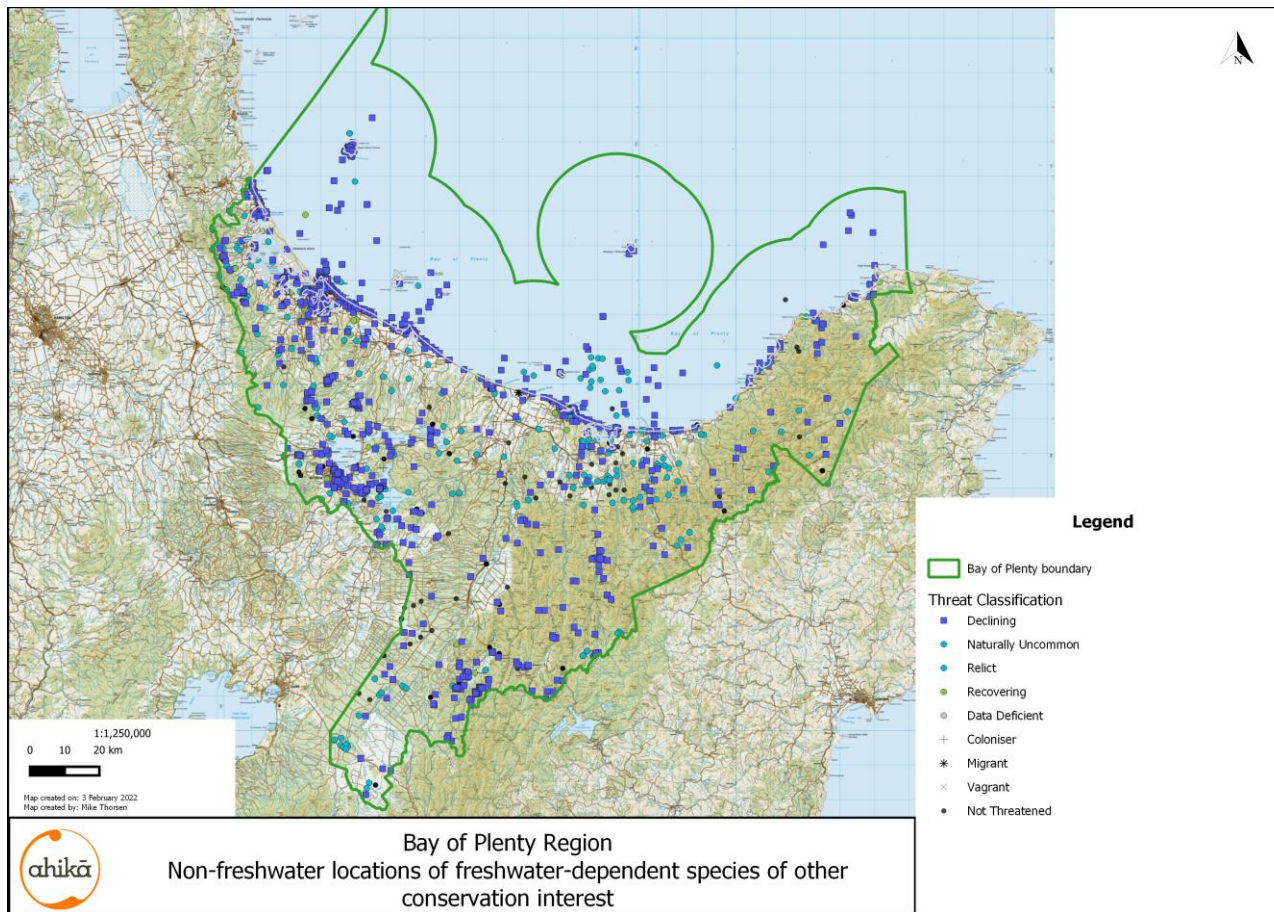 Bay of Plenty
Bay of Plenty
N
Legend
Bay of Plenty boundary
Threat Classification
Declining
Naturally Uncommon
Relict
Recovering
Data Deficient
Coloniser
Migrant
Vagrant
Not Threatened
1:1,250,000
0 10 20 km
Map created on: 3 February 2022
Map created by: Mike Thorsen
ahikā
Bay of Plenty Region
Non-freshwater locations of freshwater-dependent species of other
conservation interest